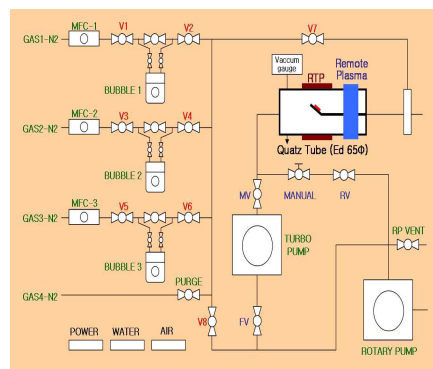 MFC-1
V1
V2
V7
GAS1-N2
Vaccum
gauge
Remote
Plasma
RTP
BUBBLE 1
MFC-2
V3
V4
GAS2-N2
Quatz Tube (Ed 65Φ)
BUBBLE 2
MV
MANUAL
RV
MFC-3
V5
V6
GAS3-N2
RP VENT
TURBO
PUMP
BUBBLE 3
PURGE
GAS4-N2
V8
FV
POWER
WATER
AIR
ROTARY PUMP